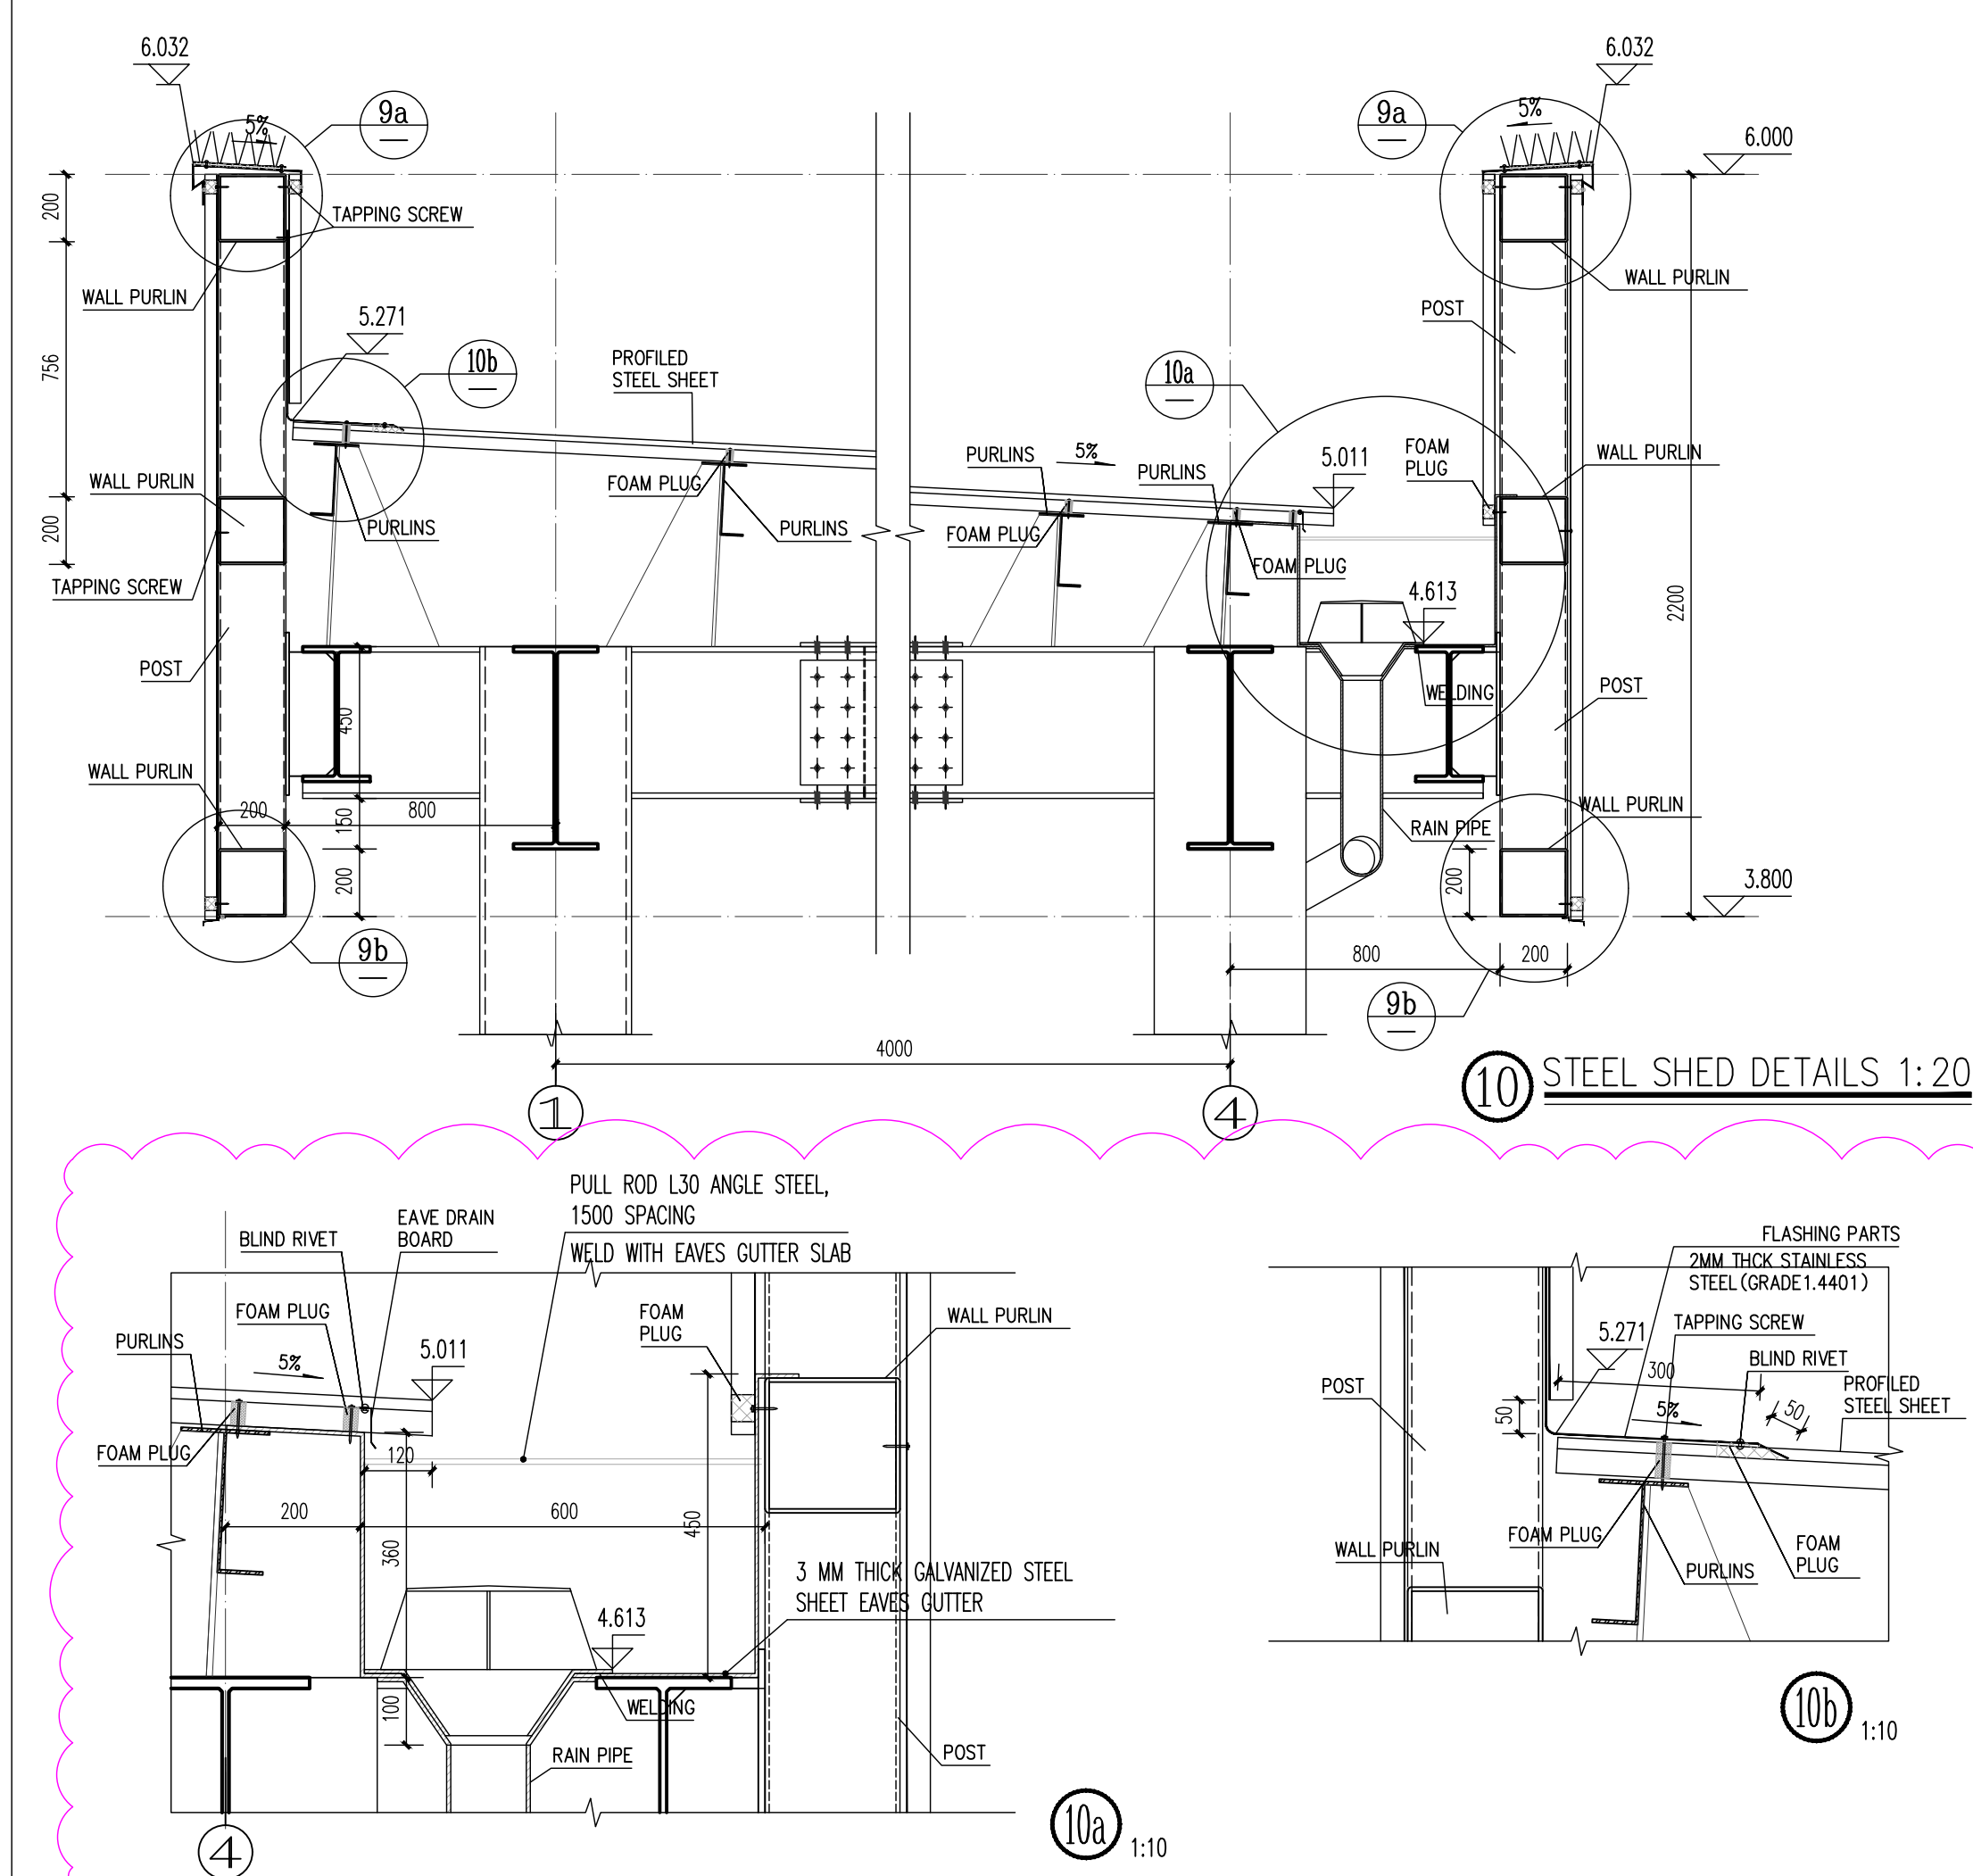 6.032
6.032
9a
9a
5%
5%
6.000
200
TAPPING SCREW
WALL PURLIN
WALL PURLIN
POST
5.271
10b
PROFILED
STEEL SHEET
10a
756
FOAM
PLUG
WALL PURLIN
5.011
PURLINS
5%
PURLINS
WALL PURLIN
FOAM PLUG
200
PURLINS
PURLINS
FOAM PLUG
FOAM PLUG
TAPPING SCREW
4.613
2200
POST
450
WELDING
POST
WALL PURLIN
WALL PURLIN
200
800
150
RAIN PIPE
200
200
3.800
9b
800
200
9b
4000
1
4
10
STEEL SHED DETAILS 1:20
PULL ROD L30 ANGLE STEEL,
1500 SPACING
WELD WITH EAVES GUTTER SLAB
EAVE DRAIN
BOARD
BLIND RIVET
FOAM PLUG
FOAM
PLUG
WALL PURLIN
PURLINS
5.011
5%
FOAM PLUG
120
200
600
450
360
3 MM THICK GALVANIZED STEEL
SHEET EAVES GUTTER
4.613
100
WELDING
RAIN PIPE
POST
4
10a
1:10
FLASHING PARTS
2MM THCK STAINLESS
STEEL(GRADE1.4401)
TAPPING SCREW
5.271
BLIND RIVET
300
POST
PROFILED
STEEL SHEET
50
5%
50
FOAM PLUG
FOAM
PLUG
WALL PURLIN
PURLINS
10b
1:10